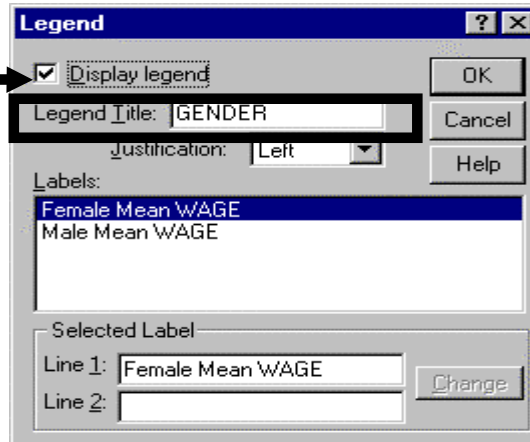 Legend
Display legend
OK
Legend Title: GENDER
Cancel
Justification: Left
Help
Labels:
Female Mean WAGE
Male Mean WAGE
Selected Label
Line 1: Female Mean WAGE
Change
Line 2: